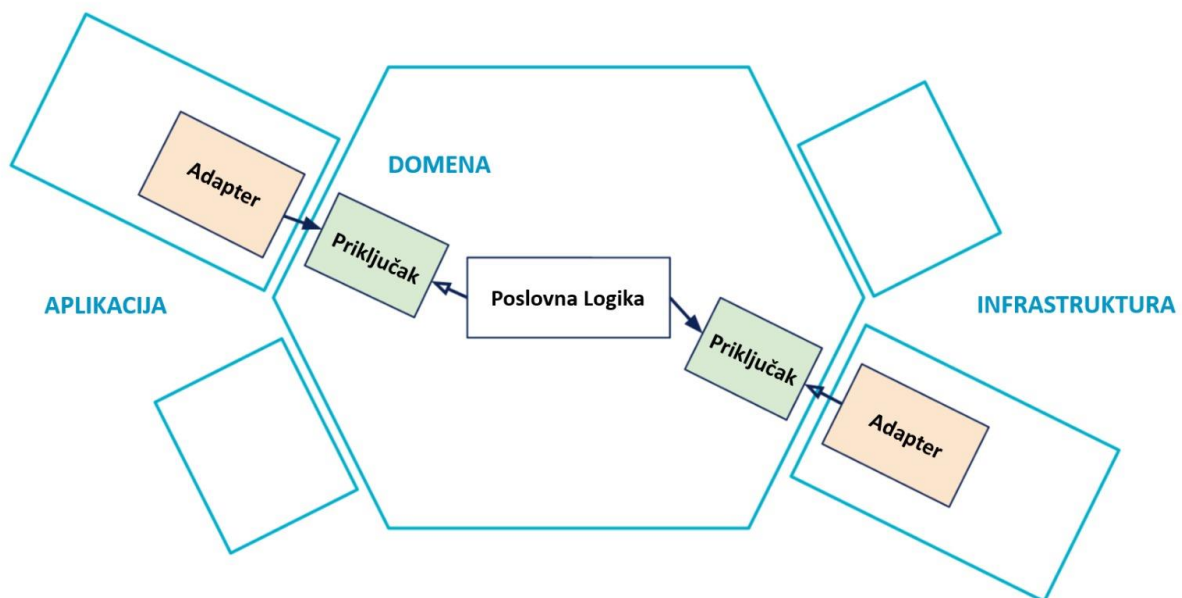 DOMENA
Adapter
Priključak
Poslovna Logika
APLIKACIJA
INFRASTRUKTURA
Priključak
Adapter